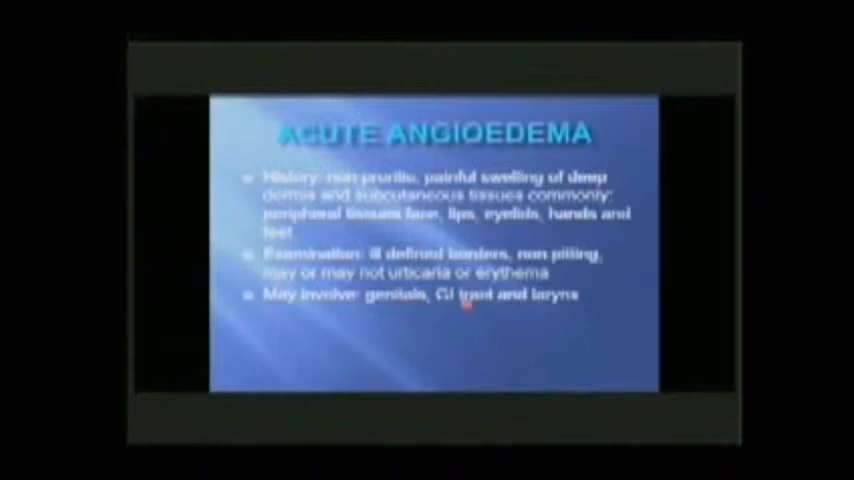 ACUTE ANGIOEDEMA
History: non pruritic, painful swelling of deep
dermis and subcutaneous tissues commonly:
peripheral tissues face, lips, eyelids, hands and
feet
Examination: ill defined borders, non pitting,
may or may not urticaria or erythema
May involve: genitals, GI tract and larynx